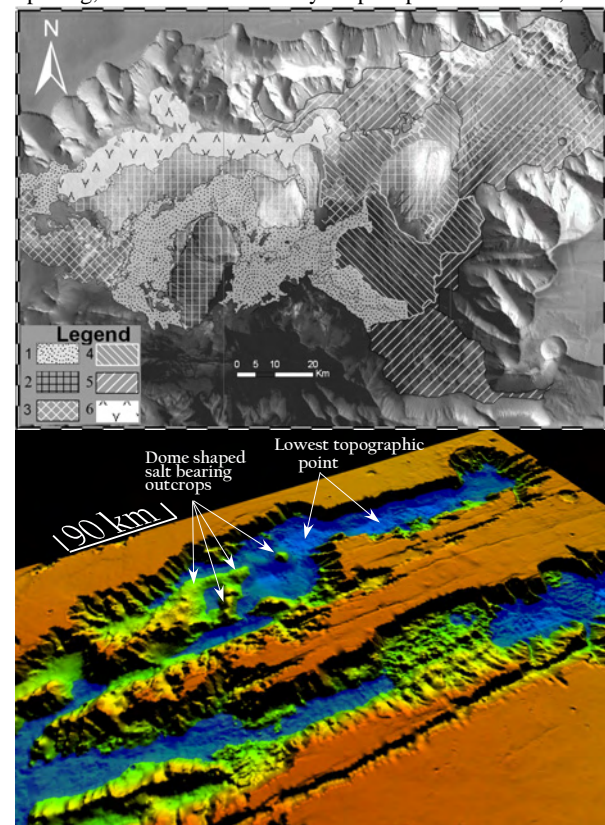 N
Legend
1 4
2 5
3 6
0 5 10 20
Km
Dome shaped
salt bearing
outcrops
Lowest topographic
point
90 km